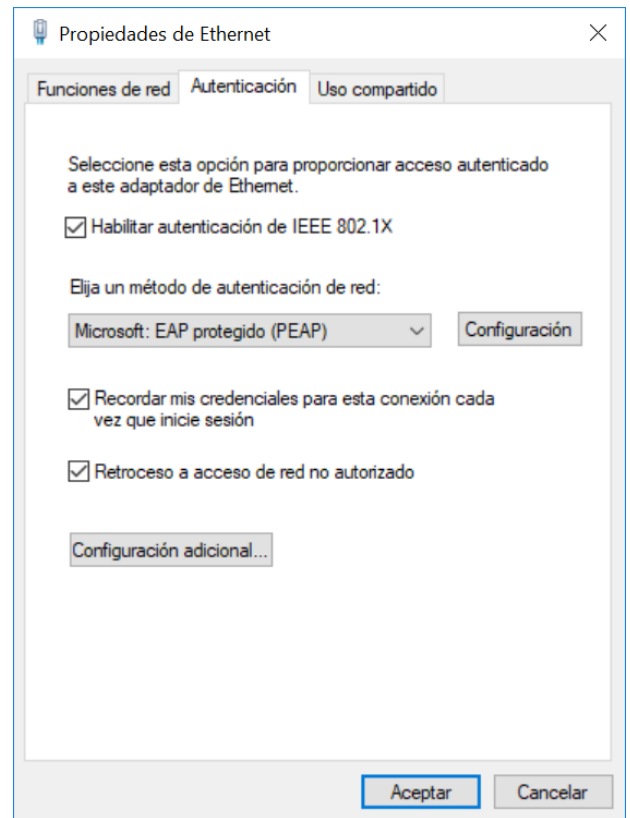 Propiedades de Ethernet
Funciones de red
Autenticación
Uso compartido
Seleccione esta opción para proporcionar acceso autenticado
a este adaptador de Ethernet.
Habilitar autenticación de IEEE 802.1X
Elija un método de autenticación de red:
Microsoft: EAP protegido (PEAP)
Configuración
Recordar mis credenciales para esta conexión cada
vez que inicie sesión
Retroceso a acceso de red no autorizado
Configuración adicional...
Aceptar
Cancelar